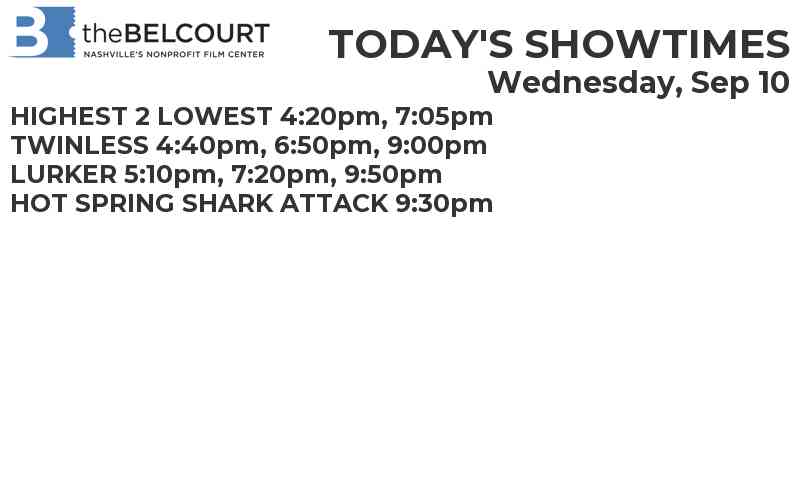 B theBELCOURT
NASHVILLE'S NONPROFIT FILM CENTER
TODAY'S SHOWTIMES
Wednesday, Sep 10
HIGHEST 2 LOWEST 4:20pm, 7:05pm
TWINLESS 4:40pm, 6:50pm, 9:00pm
LURKER 5:10pm, 7:20pm, 9:50pm
HOT SPRING SHARK ATTACK 9:30pm